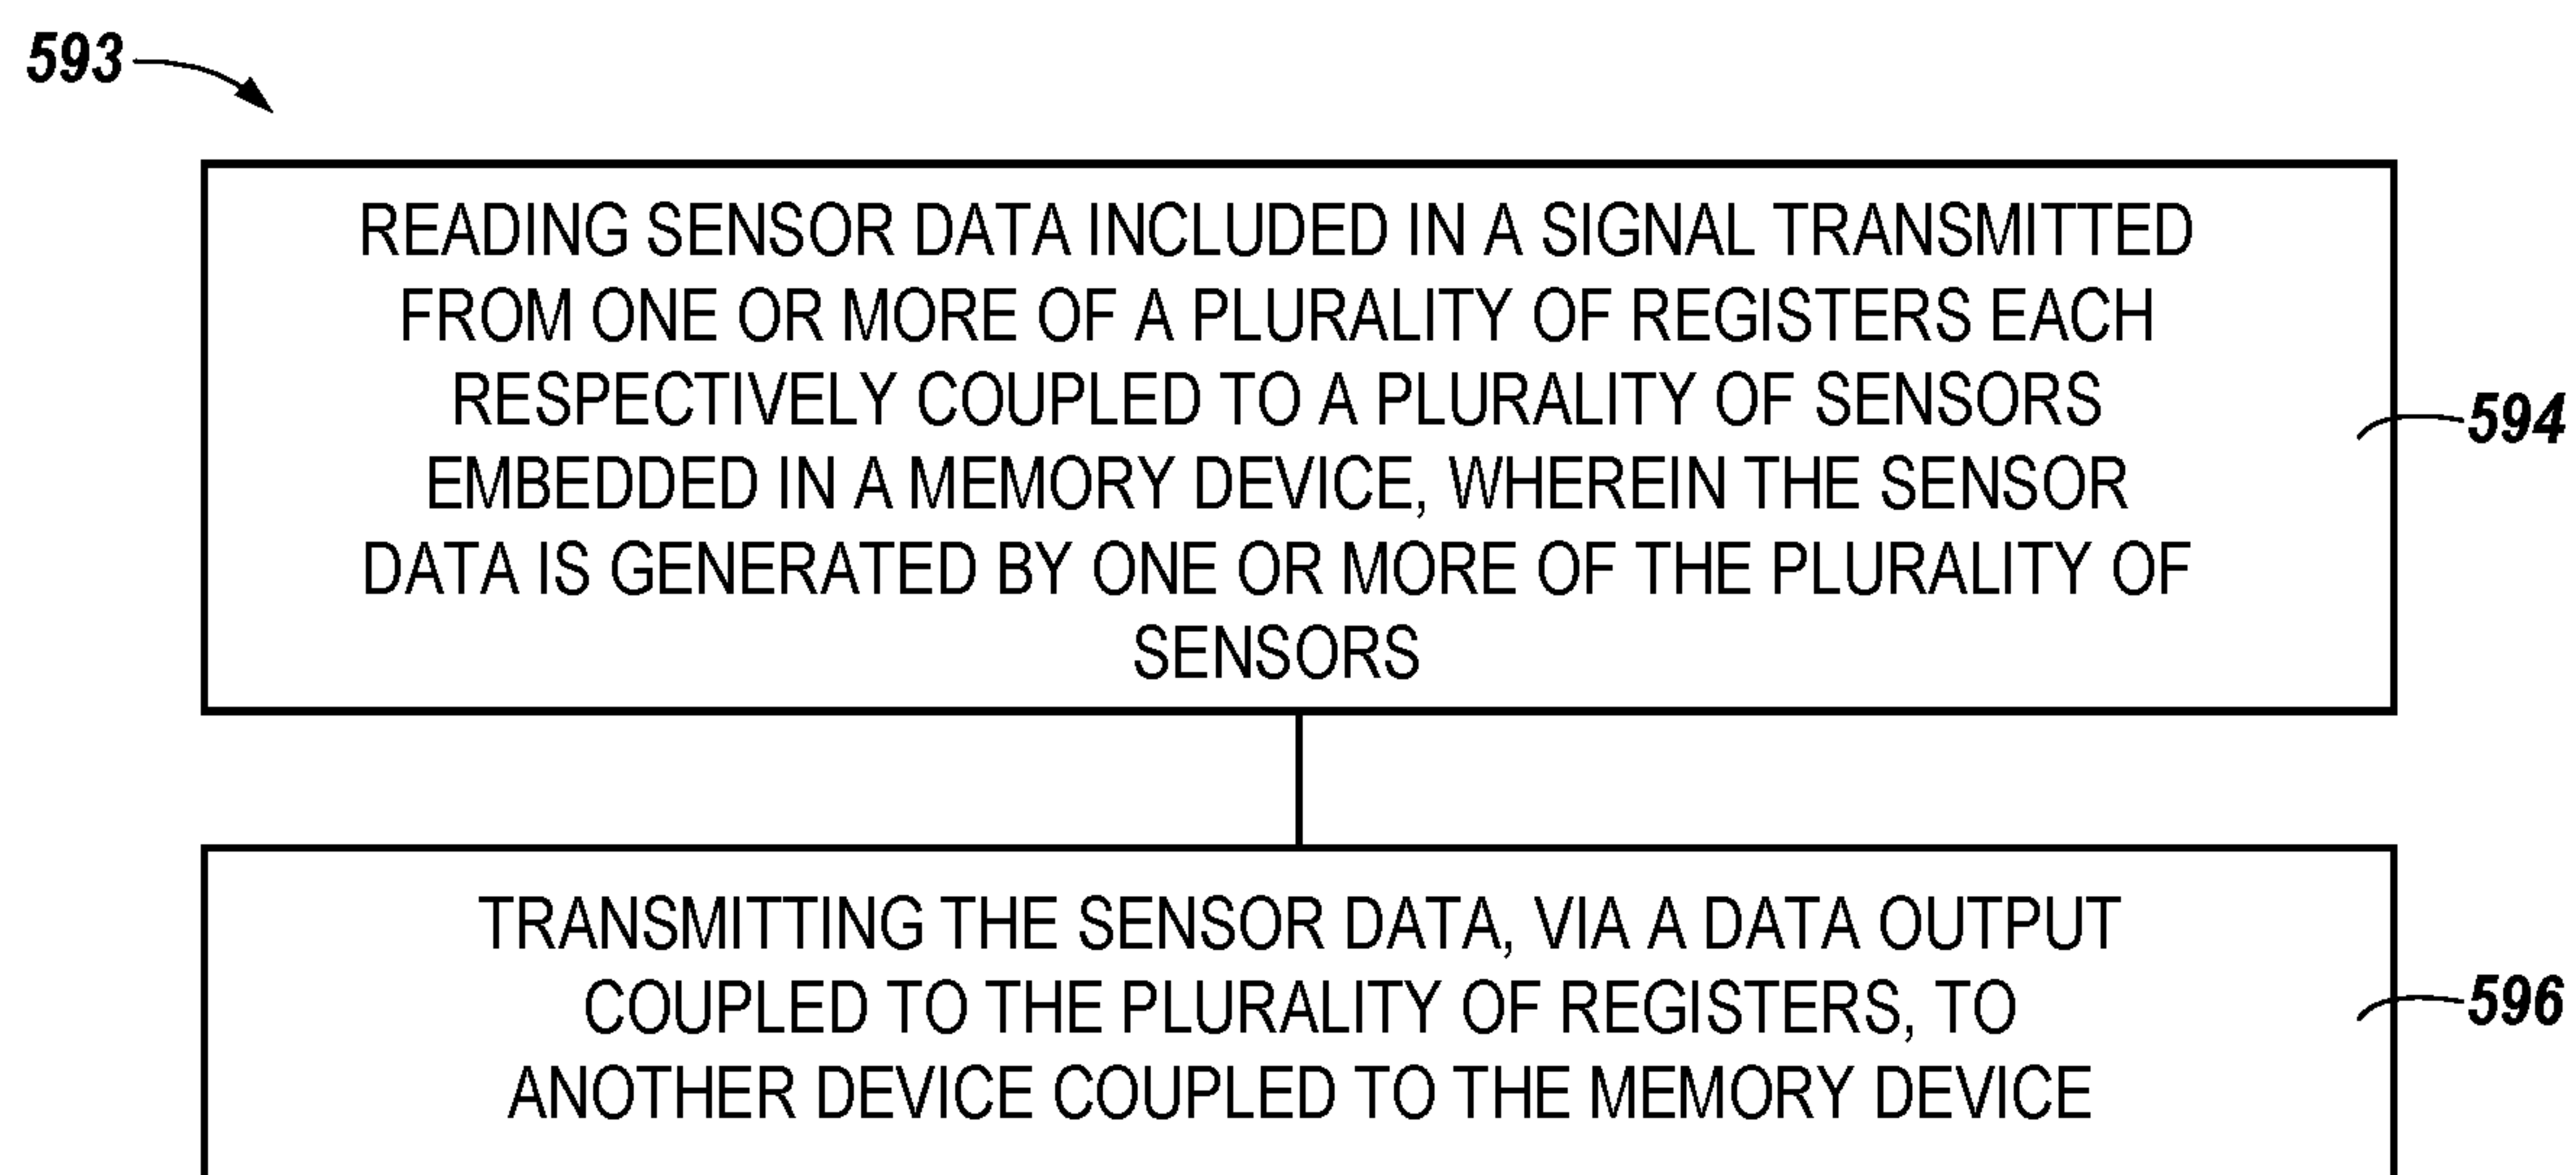 593
READING SENSOR DATA INCLUDED IN A SIGNAL TRANSMITTED
FROM ONE OR MORE OF A PLURALITY OF REGISTERS EACH
RESPECTIVELY COUPLED TO A PLURALITY OF SENSORS
EMBEDDED IN A MEMORY DEVICE, WHEREIN THE SENSOR
DATA IS GENERATED BY ONE OR MORE OF THE PLURALITY OF
SENSORS
594
TRANSMITTING THE SENSOR DATA, VIA A DATA OUTPUT
COUPLED TO THE PLURALITY OF REGISTERS, TO
ANOTHER DEVICE COUPLED TO THE MEMORY DEVICE
596